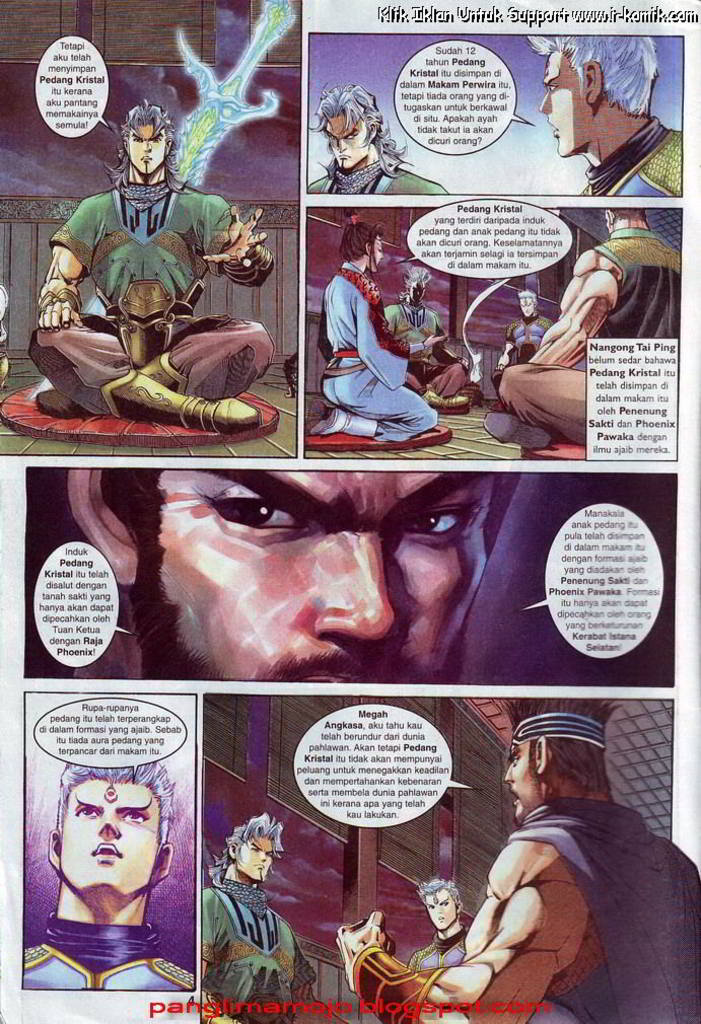 Klik Iklan Untuk Support www.ir-komik.com
Tetapi
aku telah
menyimpan
Pedang Kristal
itu kerana
aku pantang
memakainya
semula!
Sudah 12
tahun Pedang
Kristal itu disimpan di
dalam Makam Perwira itu,
tetapi tiada orang yang di-
tugaskan untuk berkawal
di situ. Apakah ayah
tidak takut ia akan
dicuri orang?
Pedang Kristal
yang terdiri daripada induk
pedang dan anak pedang itu tidak
akan dicuri orang. Keselamatannya
akan terjamin selagi ia tersimpan
di dalam makam itu.
Nangong Tai Ping
belum sedar bahawa
Pedang Kristal itu
telah disimpan di
dalam makam itu
oleh Penenung
Sakti dan Phoenix
Pawaka dengan
ilmu ajaib mereka.
Induk
Pedang
Kristal itu telah
disalut dengan
tanah sakti yang
hanya akan dapat
dipecahkan oleh
Tuan Ketua
dengan Raja
Phoenix!
Manakala
anak pedang itu
pula telah disimpan
di dalam makam itu
dengan formasi ajaib
yang diadakan oleh
Penenung Sakti dan
Phoenix Pawaka. Formasi
itu hanya akan dapat
dipecahkan oleh orang
yang berketurunan
Kerabat Istana
Selatan!
Rupa-rupanya
pedang itu telah terperangkap
di dalam formasi yang ajaib. Sebab
itu tiada aura pedang yang
terpancar dari makam itu.
Megah
Angkasa, aku tahu kau
telah berundur dari dunia
pahlawan. Akan tetapi Pedang
Kristal itu tidak akan mempunyai
peluang untuk menegakkan keadilan
dan mempertahankan kebenaran
serta membela dunia pahlawan
ini kerana apa yang telah
kau lakukan.
4
panglimamojo.blogspot.com